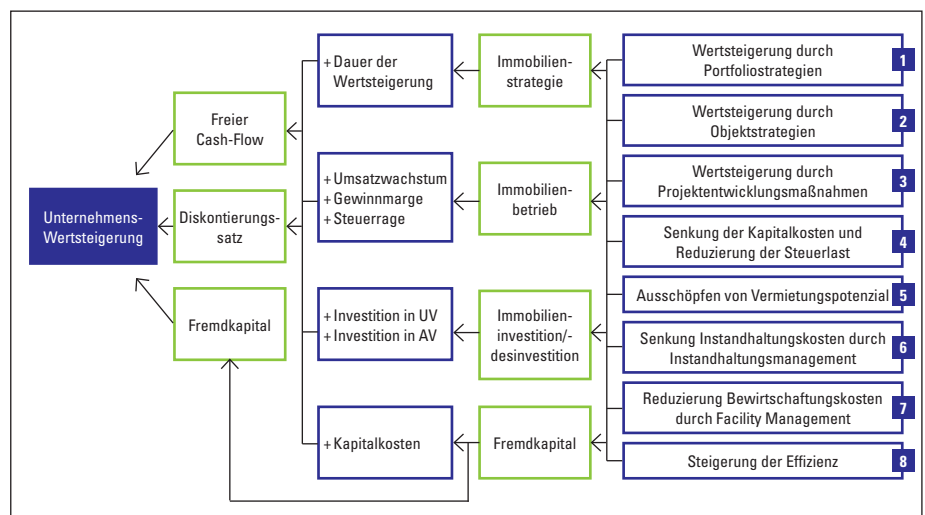 Unternehmens-
Wertsteigerung
Freier
Cash-Flow
Diskontierungs-
satz
Fremdkapital
+ Dauer der
Wertsteigerung
+ Umsatzwachstum
+ Gewinnmarge
+ Steuerrage
+ Investition in UV
+ Investition in AV
+ Kapitalkosten
Immobilien-
strategie
Immobilien-
betrieb
Immobilien-
investition/-
desinvestition
Fremdkapital
Wertsteigerung durch
Portfoliostrategien
1
Wertsteigerung durch
Objektstrategien
2
Wertsteigerung durch
Projektentwicklungsmaßnahmen
3
Senkung der Kapitalkosten und
Reduzierung der Steuerlast
4
Ausschöpfen von Vermietungspotenzial
5
Senkung Instandhaltungskosten durch
Instandhaltungsmanagement
6
Reduzierung Bewirtschaftungskosten
durch Facility Management
7
Steigerung der Effizienz
8